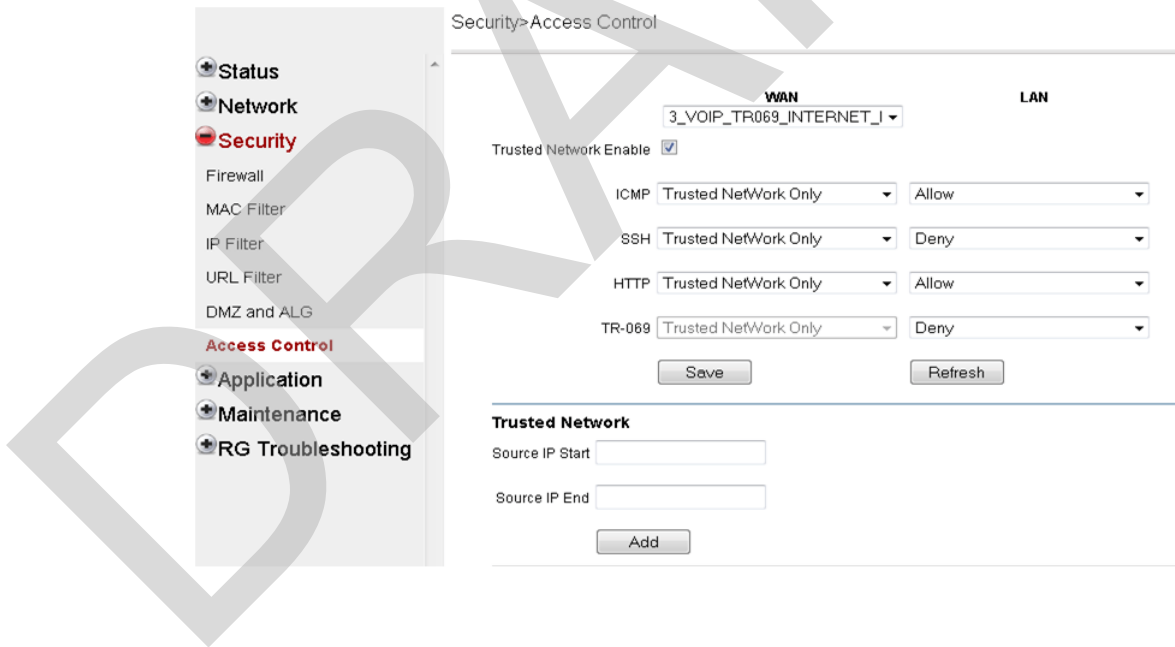 Security>Access Control
Status
Network
Security
Firewall
MAC Filter
IP Filter
URL Filter
DMZ and ALG
Access Control
Application
Maintenance
RG Troubleshooting
WAN LAN
3_VOIP_TR069_INTERNET_I
Trusted Network Enable
ICMP Trusted NetWork Only Allow
SSH Trusted NetWork Only Deny
HTTP Trusted NetWork Only Allow
TR-069 Trusted NetWork Only Deny
Save Refresh
Trusted Network
Source IP Start
Source IP End
Add
DRA